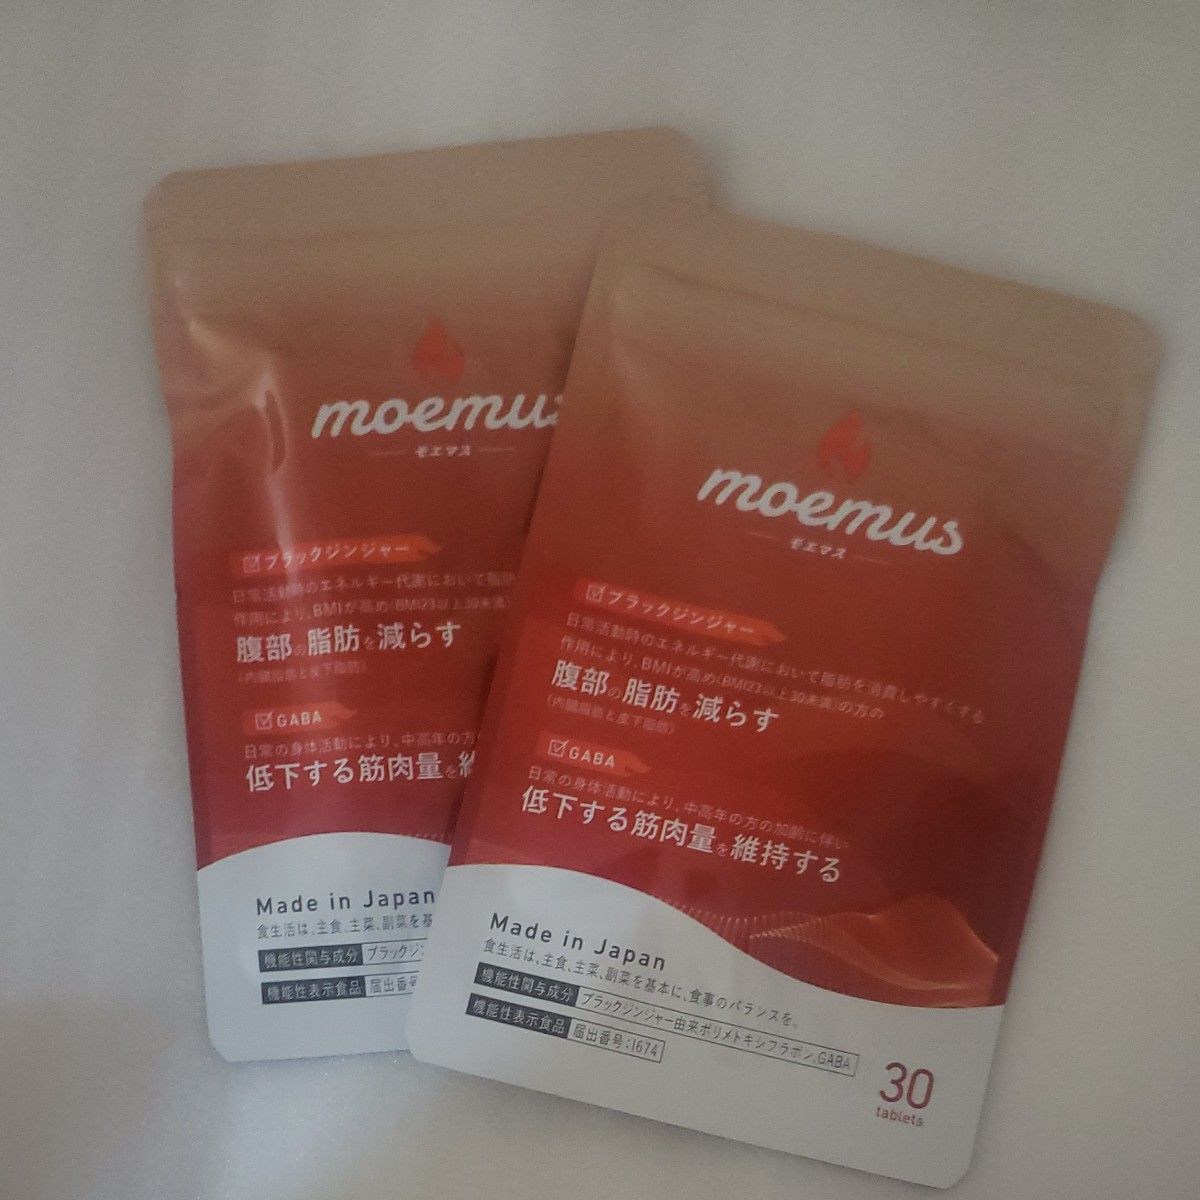 moemus
モエマス
ブラックジンジャー
日常活動時のエネルギー代謝において脂肪
作用により、BMIが高め(BMI23以上30未満)
腹部の脂肪を減らす
(内臓脂肪と皮下脂肪)
GABA
日常の身体活動により、中高年の方
低下する筋肉量を維
Made in Japan
食生活は、主食、主菜、副菜を基
機能性関与成分 ブラックジン
機能性表示食品 届出番号
moemus
モエマス
ブラックジンジャー
日常活動時のエネルギー代謝において脂肪を消費しやすくする
作用により、BMIが高め(BMI23以上30未満)の方の
腹部の脂肪を減らす
(内臓脂肪と皮下脂肪)
GABA
日常の身体活動により、中高年の方の加齢に伴い
低下する筋肉量を維持する
Made in Japan
食生活は、主食、主菜、副菜を基本に、食事のバランスを。
機能性関与成分 ブラックジンジャー由来ポリメトキシフラボン、GABA
機能性表示食品 届出番号:I674
30
tablets